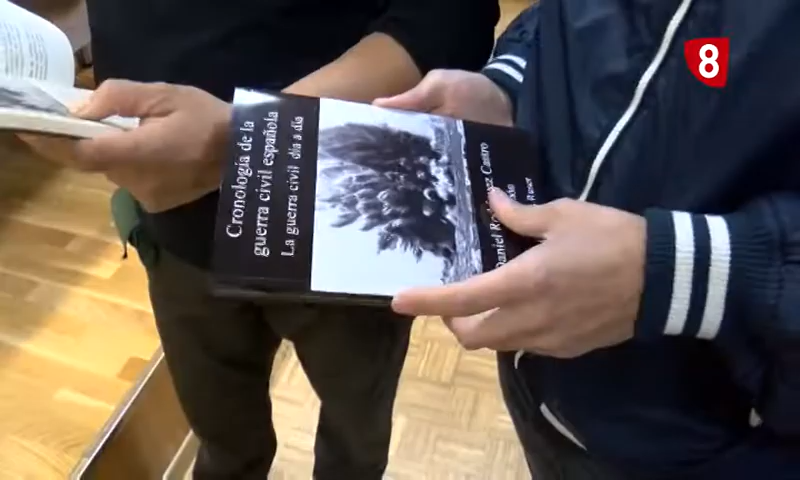 8
Cronología de la
guerra civil española
La guerra civil día a día
Daniel Castro